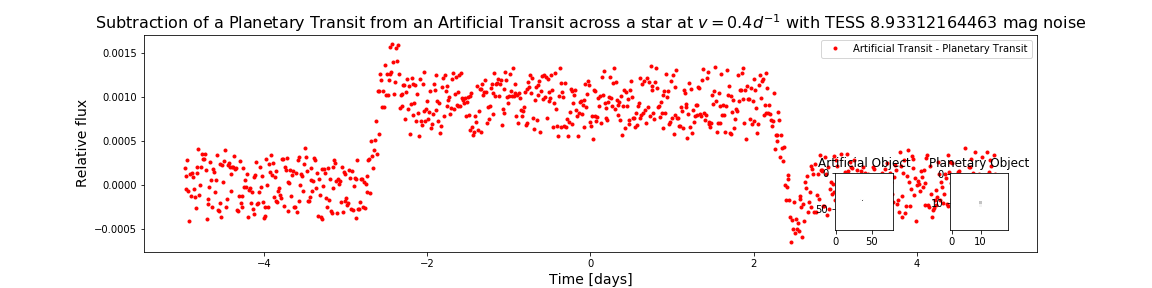 Subtraction of a Planetary Transit from an Artificial Transit across a star at v = 0.4d⁻¹ with TESS 8.93312164463 mag noise
Artificial Transit - Planetary Transit
Relative flux
0.0015
0.0010
0.0005
0.0000
−0.0005
Artificial Object
0
50
0 50
Planetary Object
0
10
0 10
−4 −2 0 2 4
Time [days]